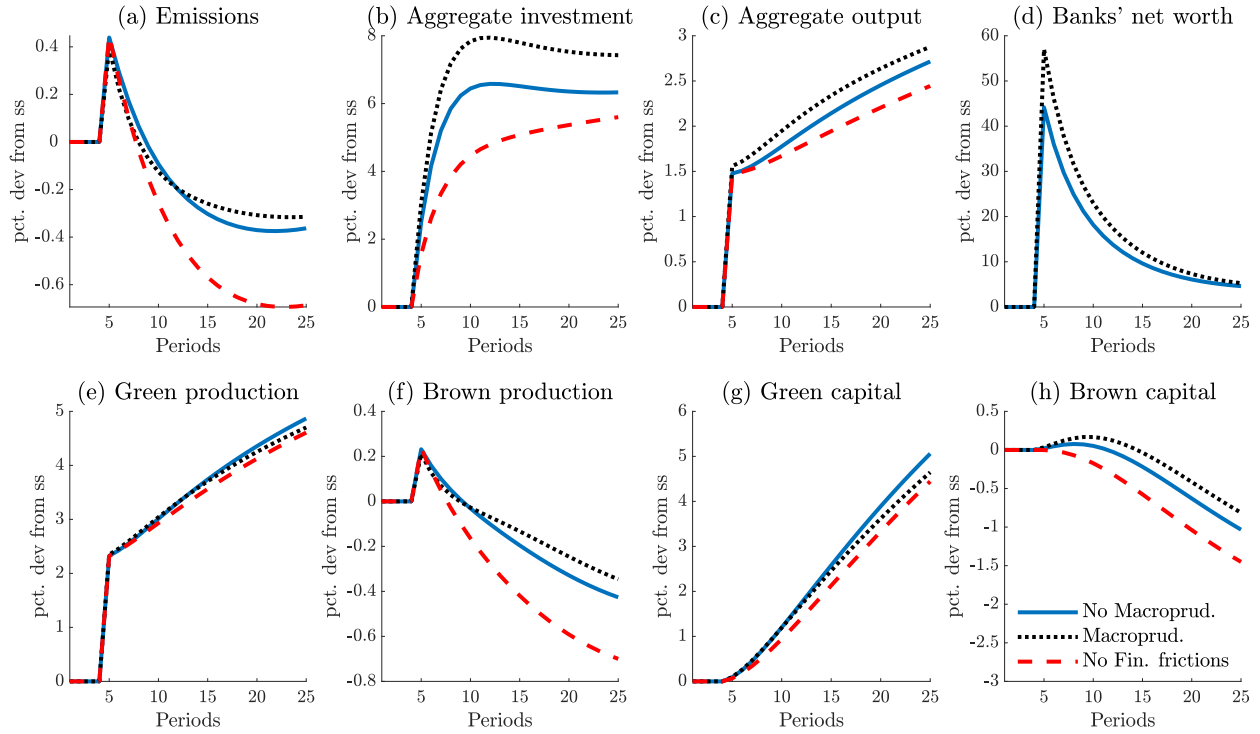 (a) Emissions
pct. dev from ss
0.4
0.2
0
-0.2
-0.4
-0.6
5 10 15 20 25
Periods
(b) Aggregate investment
pct. dev from ss
8
6
4
2
0
5 10 15 20 25
Periods
(c) Aggregate output
pct. dev from ss
3
2.5
2
1.5
1
0.5
0
5 10 15 20 25
Periods
(d) Banks' net worth
pct. dev from ss
60
50
40
30
20
10
0
5 10 15 20 25
Periods
(e) Green production
pct. dev from ss
5
4
3
2
1
0
5 10 15 20 25
Periods
(f) Brown production
pct. dev from ss
0.4
0.2
0
-0.2
-0.4
-0.6
-0.8
5 10 15 20 25
Periods
(g) Green capital
pct. dev from ss
6
5
4
3
2
1
0
5 10 15 20 25
Periods
(h) Brown capital
pct. dev from ss
0.5
0
-0.5
-1
-1.5
-2
-2.5
-3
5 10 15 20 25
Periods
No Macroprud.
Macroprud.
No Fin. frictions